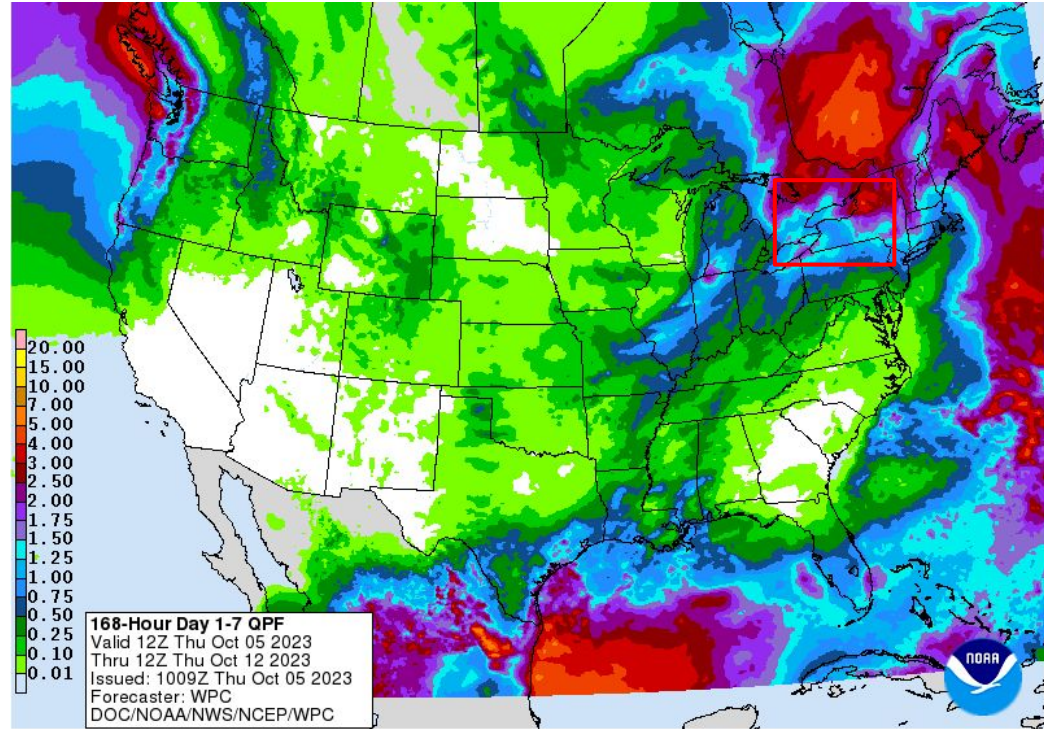 20.00
15.00
10.00
7.00
5.00
4.00
3.00
2.50
2.00
1.75
1.50
1.25
1.00
0.75
0.50
0.25
0.10
0.01
168-Hour Day 1-7 QPF
Valid 12Z Thu Oct 05 2023
Thru 12Z Thu Oct 12 2023
Issued: 1009Z Thu Oct 05 2023
Forecaster: WPC
DOC/NOAA/NWS/NCEP/WPC
NOAA